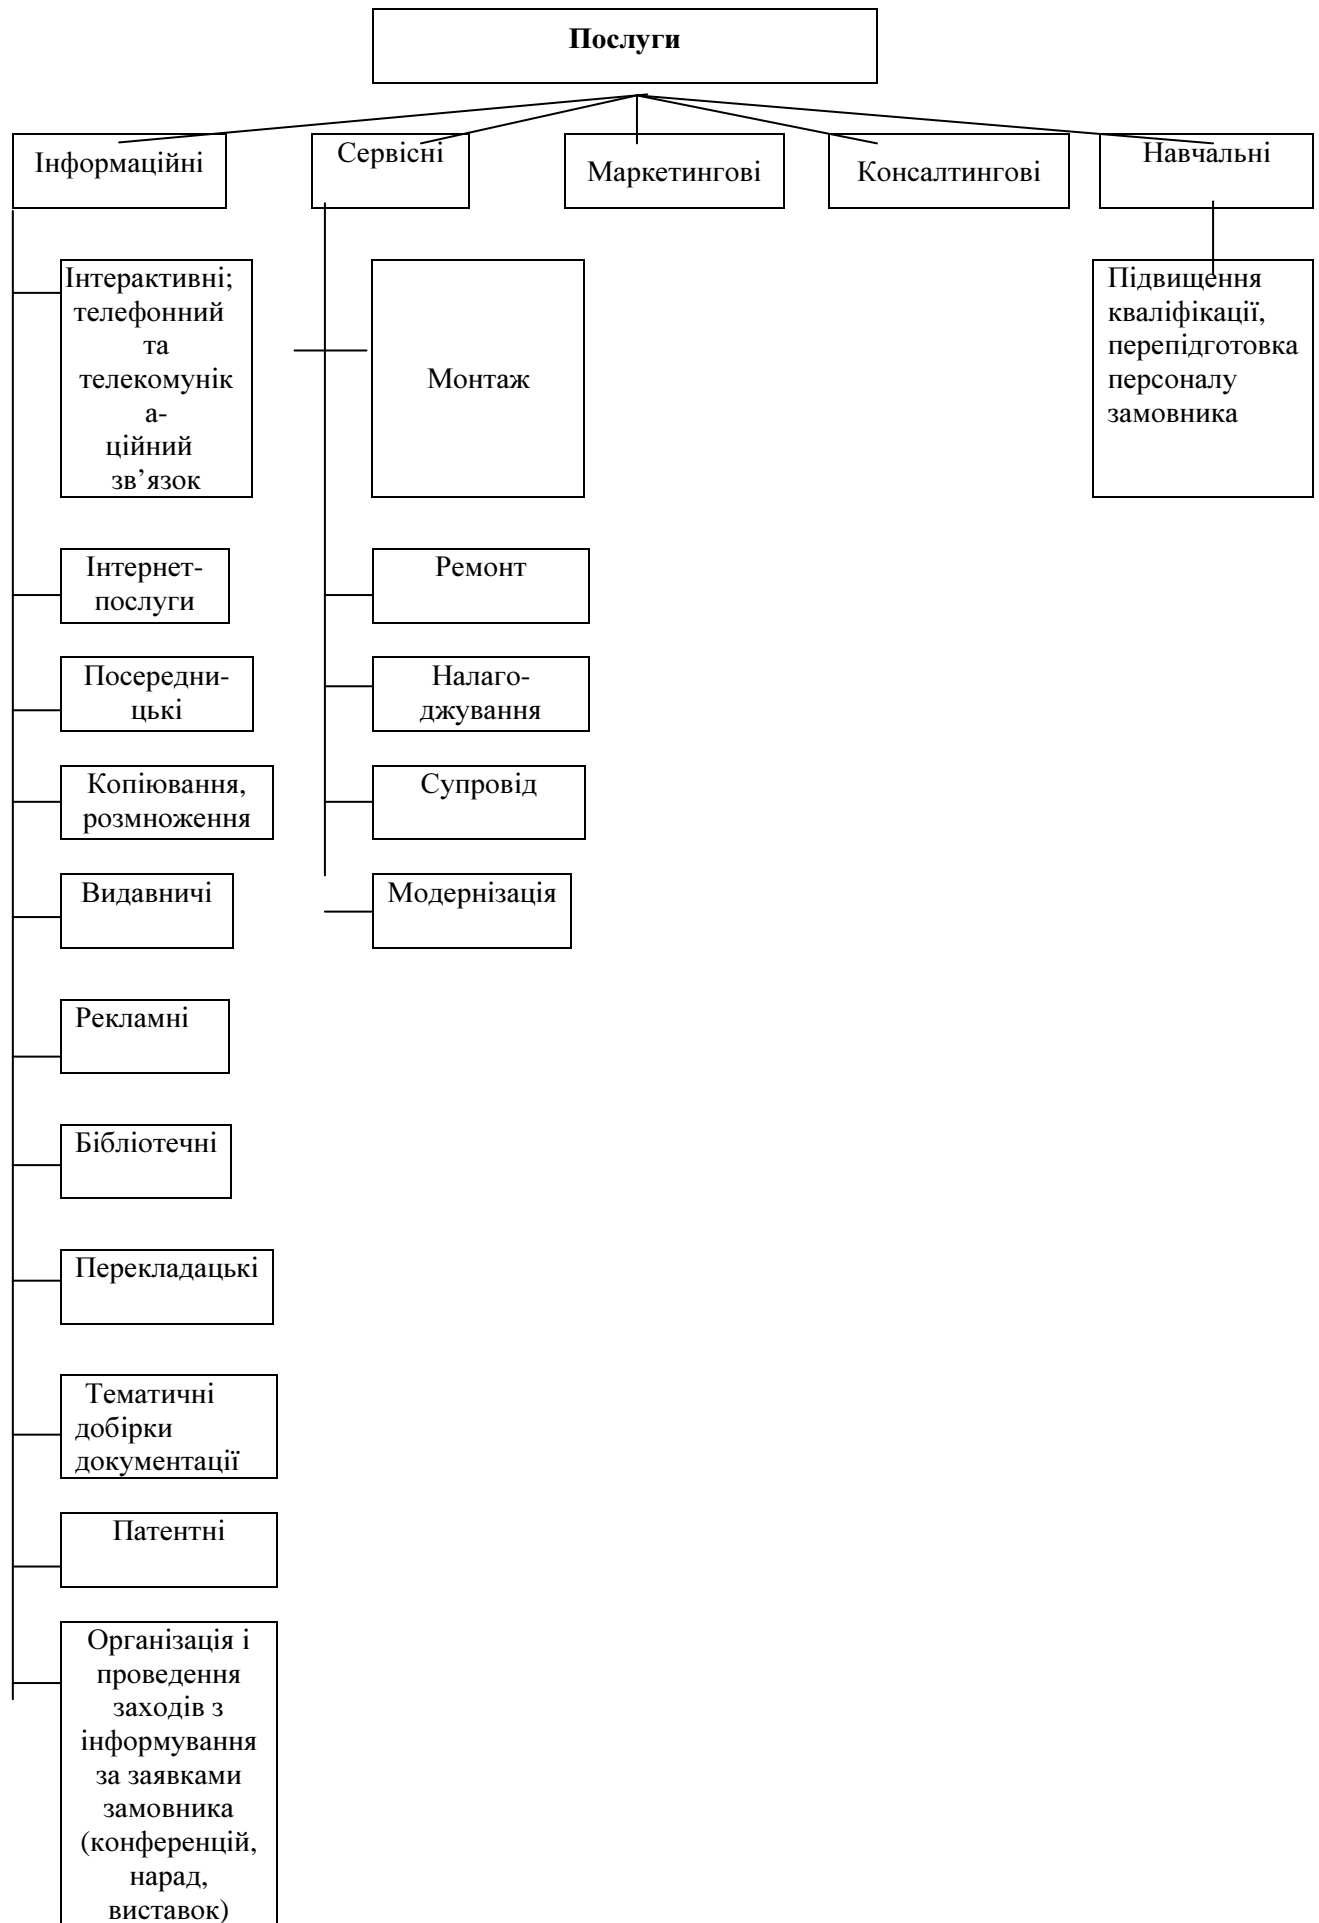 Послуги
Інформаційні
Сервісні
Маркетингові
Консалтингові
Навчальні
Інтерактивні;
телефонний
та
телекомунік
а-
ційний
зв’язок
Монтаж
Підвищення
кваліфікації,
перепідготовка
персоналу
замовника
Інтернет-
послуги
Ремонт
Посередни-
цькі
Налаго-
джування
Копіювання,
розмноження
Супровід
Видавничі
Модернізація
Рекламні
Бібліотечні
Перекладацькі
Тематичні
добірки
документації
Патентні
Організація і
проведення
заходів з
інформування
за заявками
замовника
(конференцій,
нарад,
виставок)